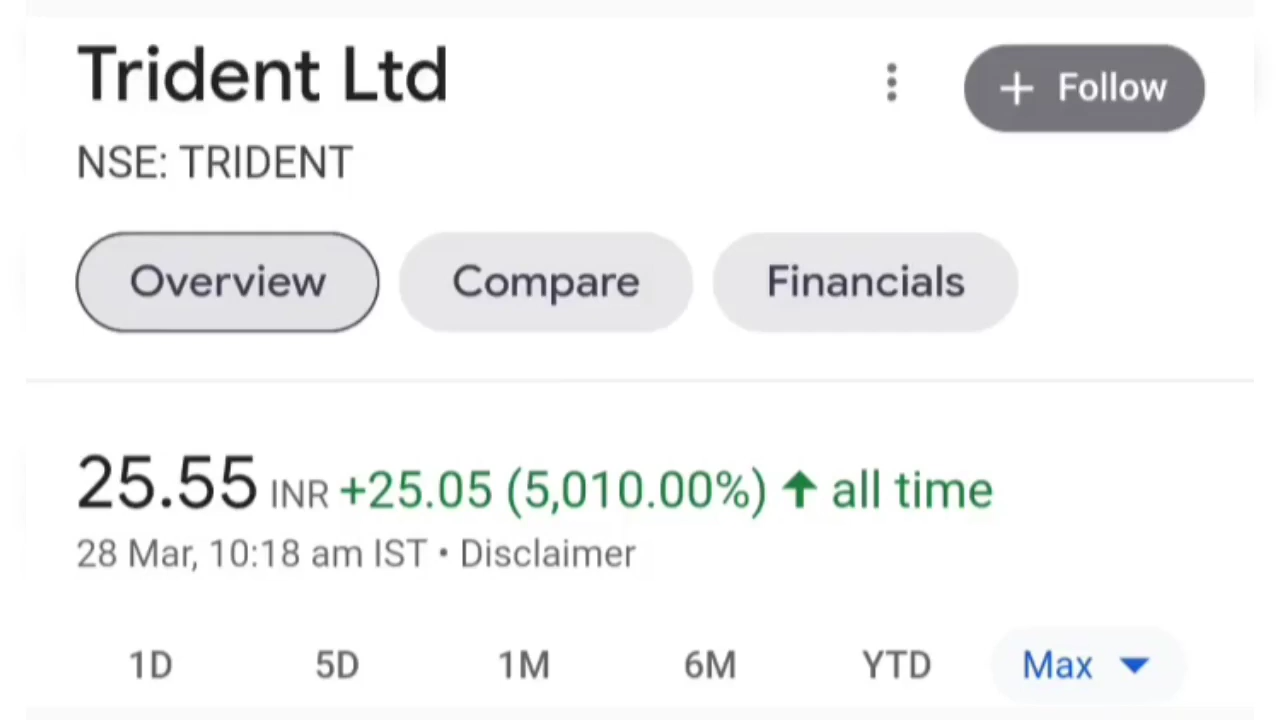 Trident Ltd
+ Follow
NSE: TRIDENT
Overview Compare Financials
25.55 INR +25.05 (5,010.00%) ↑ all time
28 Mar, 10:18 am IST • Disclaimer
1D 5D 1M 6M YTD Max